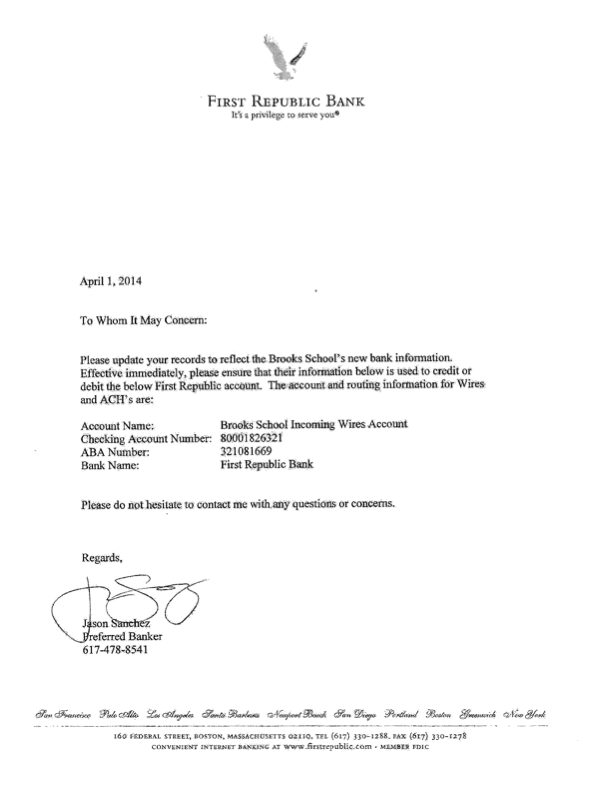 FIRST REPUBLIC BANK
It's a privilege to serve you®
April 1, 2014
To Whom It May Concern:
Please update your records to reflect the Brooks School's new bank information.
Effective immediately, please ensure that their information below is used to credit or
debit the below First Republic account. The account and routing information for Wires
and ACH's are:
Account Name: Brooks School Incoming Wires Account
Checking Account Number: 80001826321
ABA Number: 321081669
Bank Name: First Republic Bank
Please do not hesitate to contact me with any questions or concerns.
Regards,
Jason Sanchez
Preferred Banker
617-478-8541
San Francisco Palo Alto Los Angeles Santa Barbara Newport Beach San Diego Portland Boston Greenwich New York
160 FEDERAL STREET, BOSTON, MASSACHUSETTS 02110, TEL (617) 330-1288, FAX (617) 330-1278
CONVENIENT INTERNET BANKING AT www.firstrepublic.com • MEMBER FDIC